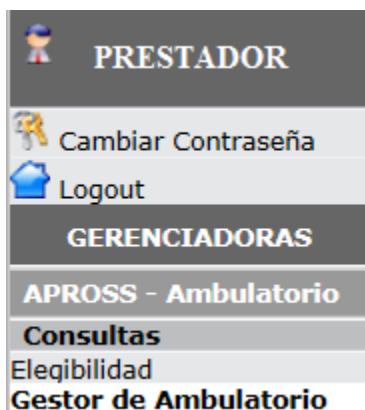 PRESTADOR
Cambiar Contraseña
Logout
GERENCIADORAS
APROSS - Ambulatorio
Consultas
Elegibilidad
Gestor de Ambulatorio